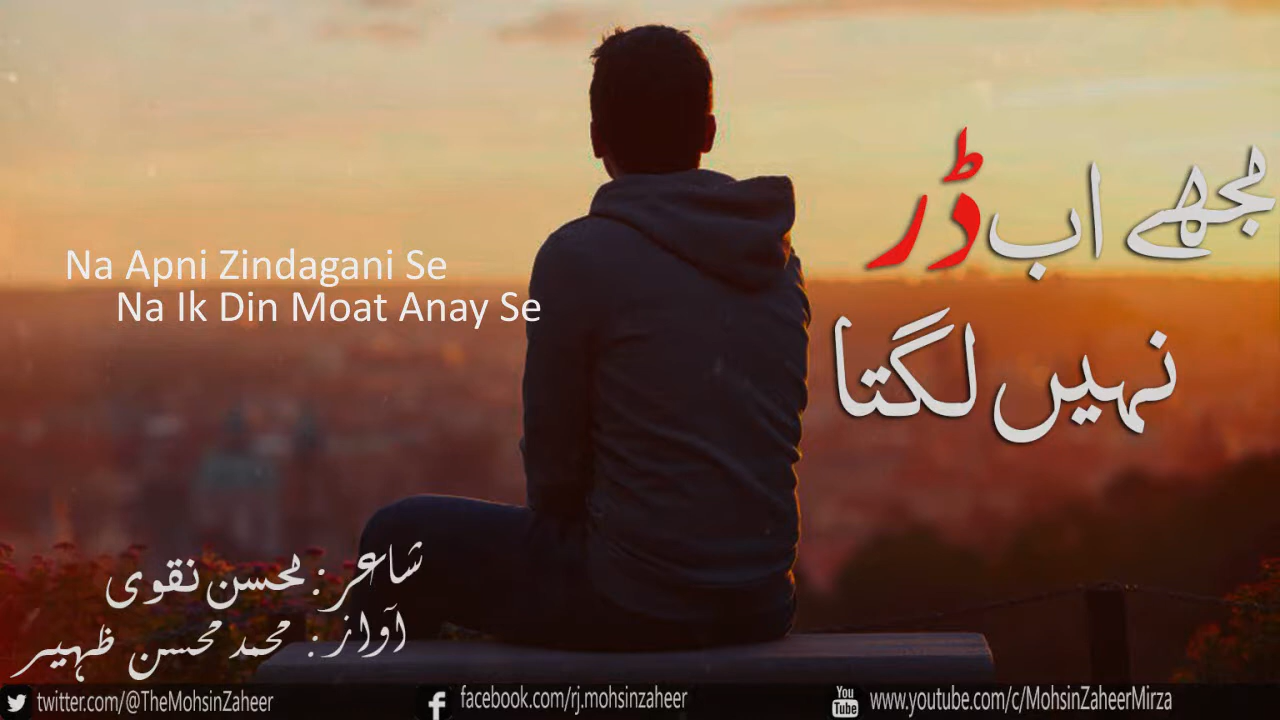 مجھے اب ڈر
نہیں لگتا
Na Apni Zindagani Se
Na Ik Din Moat Anay Se
شاعر : محسن نقوی
آواز : محمد محسن ظہیر
twitter.com/@TheMohsinZaheer
facebook.com/rj.mohsinzaheer
You Tube
www.youtube.com/c/MohsinZaheerMirza